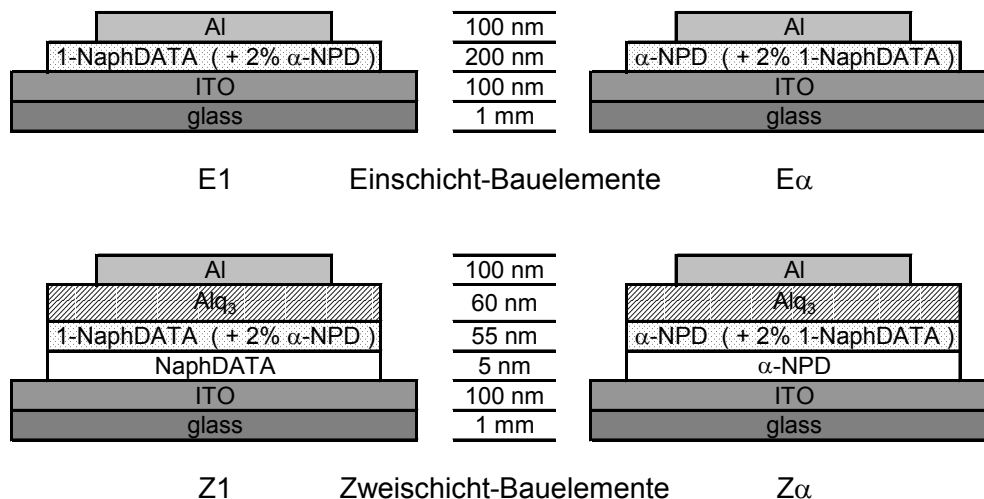 Al 100 nm Al
1-NaphDATA ( + 2% α-NPD ) 200 nm α-NPD ( + 2% 1-NaphDATA )
ITO 100 nm ITO
glass 1 mm glass
E1 Einschicht-Bauelemente Eα
Al 100 nm Al
Alq₃ 60 nm Alq₃
1-NaphDATA ( + 2% α-NPD ) 55 nm α-NPD ( + 2% 1-NaphDATA )
NaphDATA 5 nm α-NPD
ITO 100 nm ITO
glass 1 mm glass
Z1 Zweischicht-Bauelemente Zα